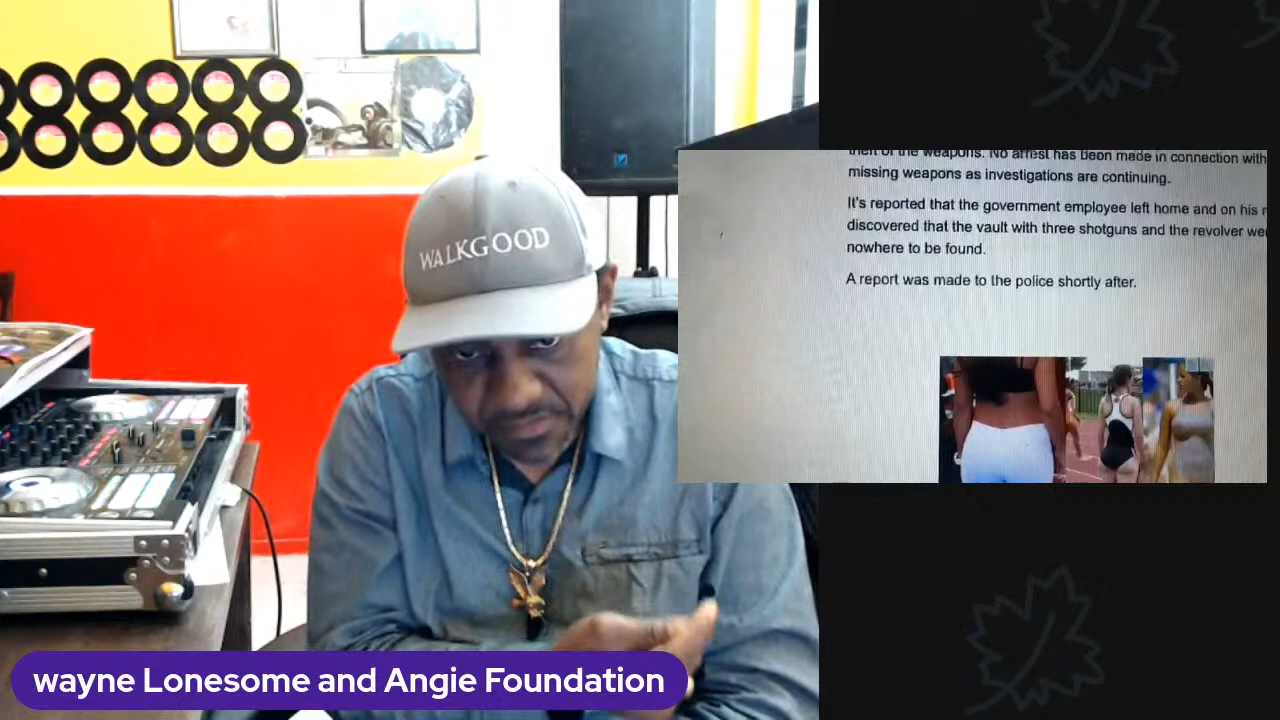 WALKGOOD
theft of the weapons. No arrest has been made in connection with
missing weapons as investigations are continuing.
It's reported that the government employee left home and on his
discovered that the vault with three shotguns and the revolver
nowhere to be found.
A report was made to the police shortly after.
wayne Lonesome and Angie Foundation